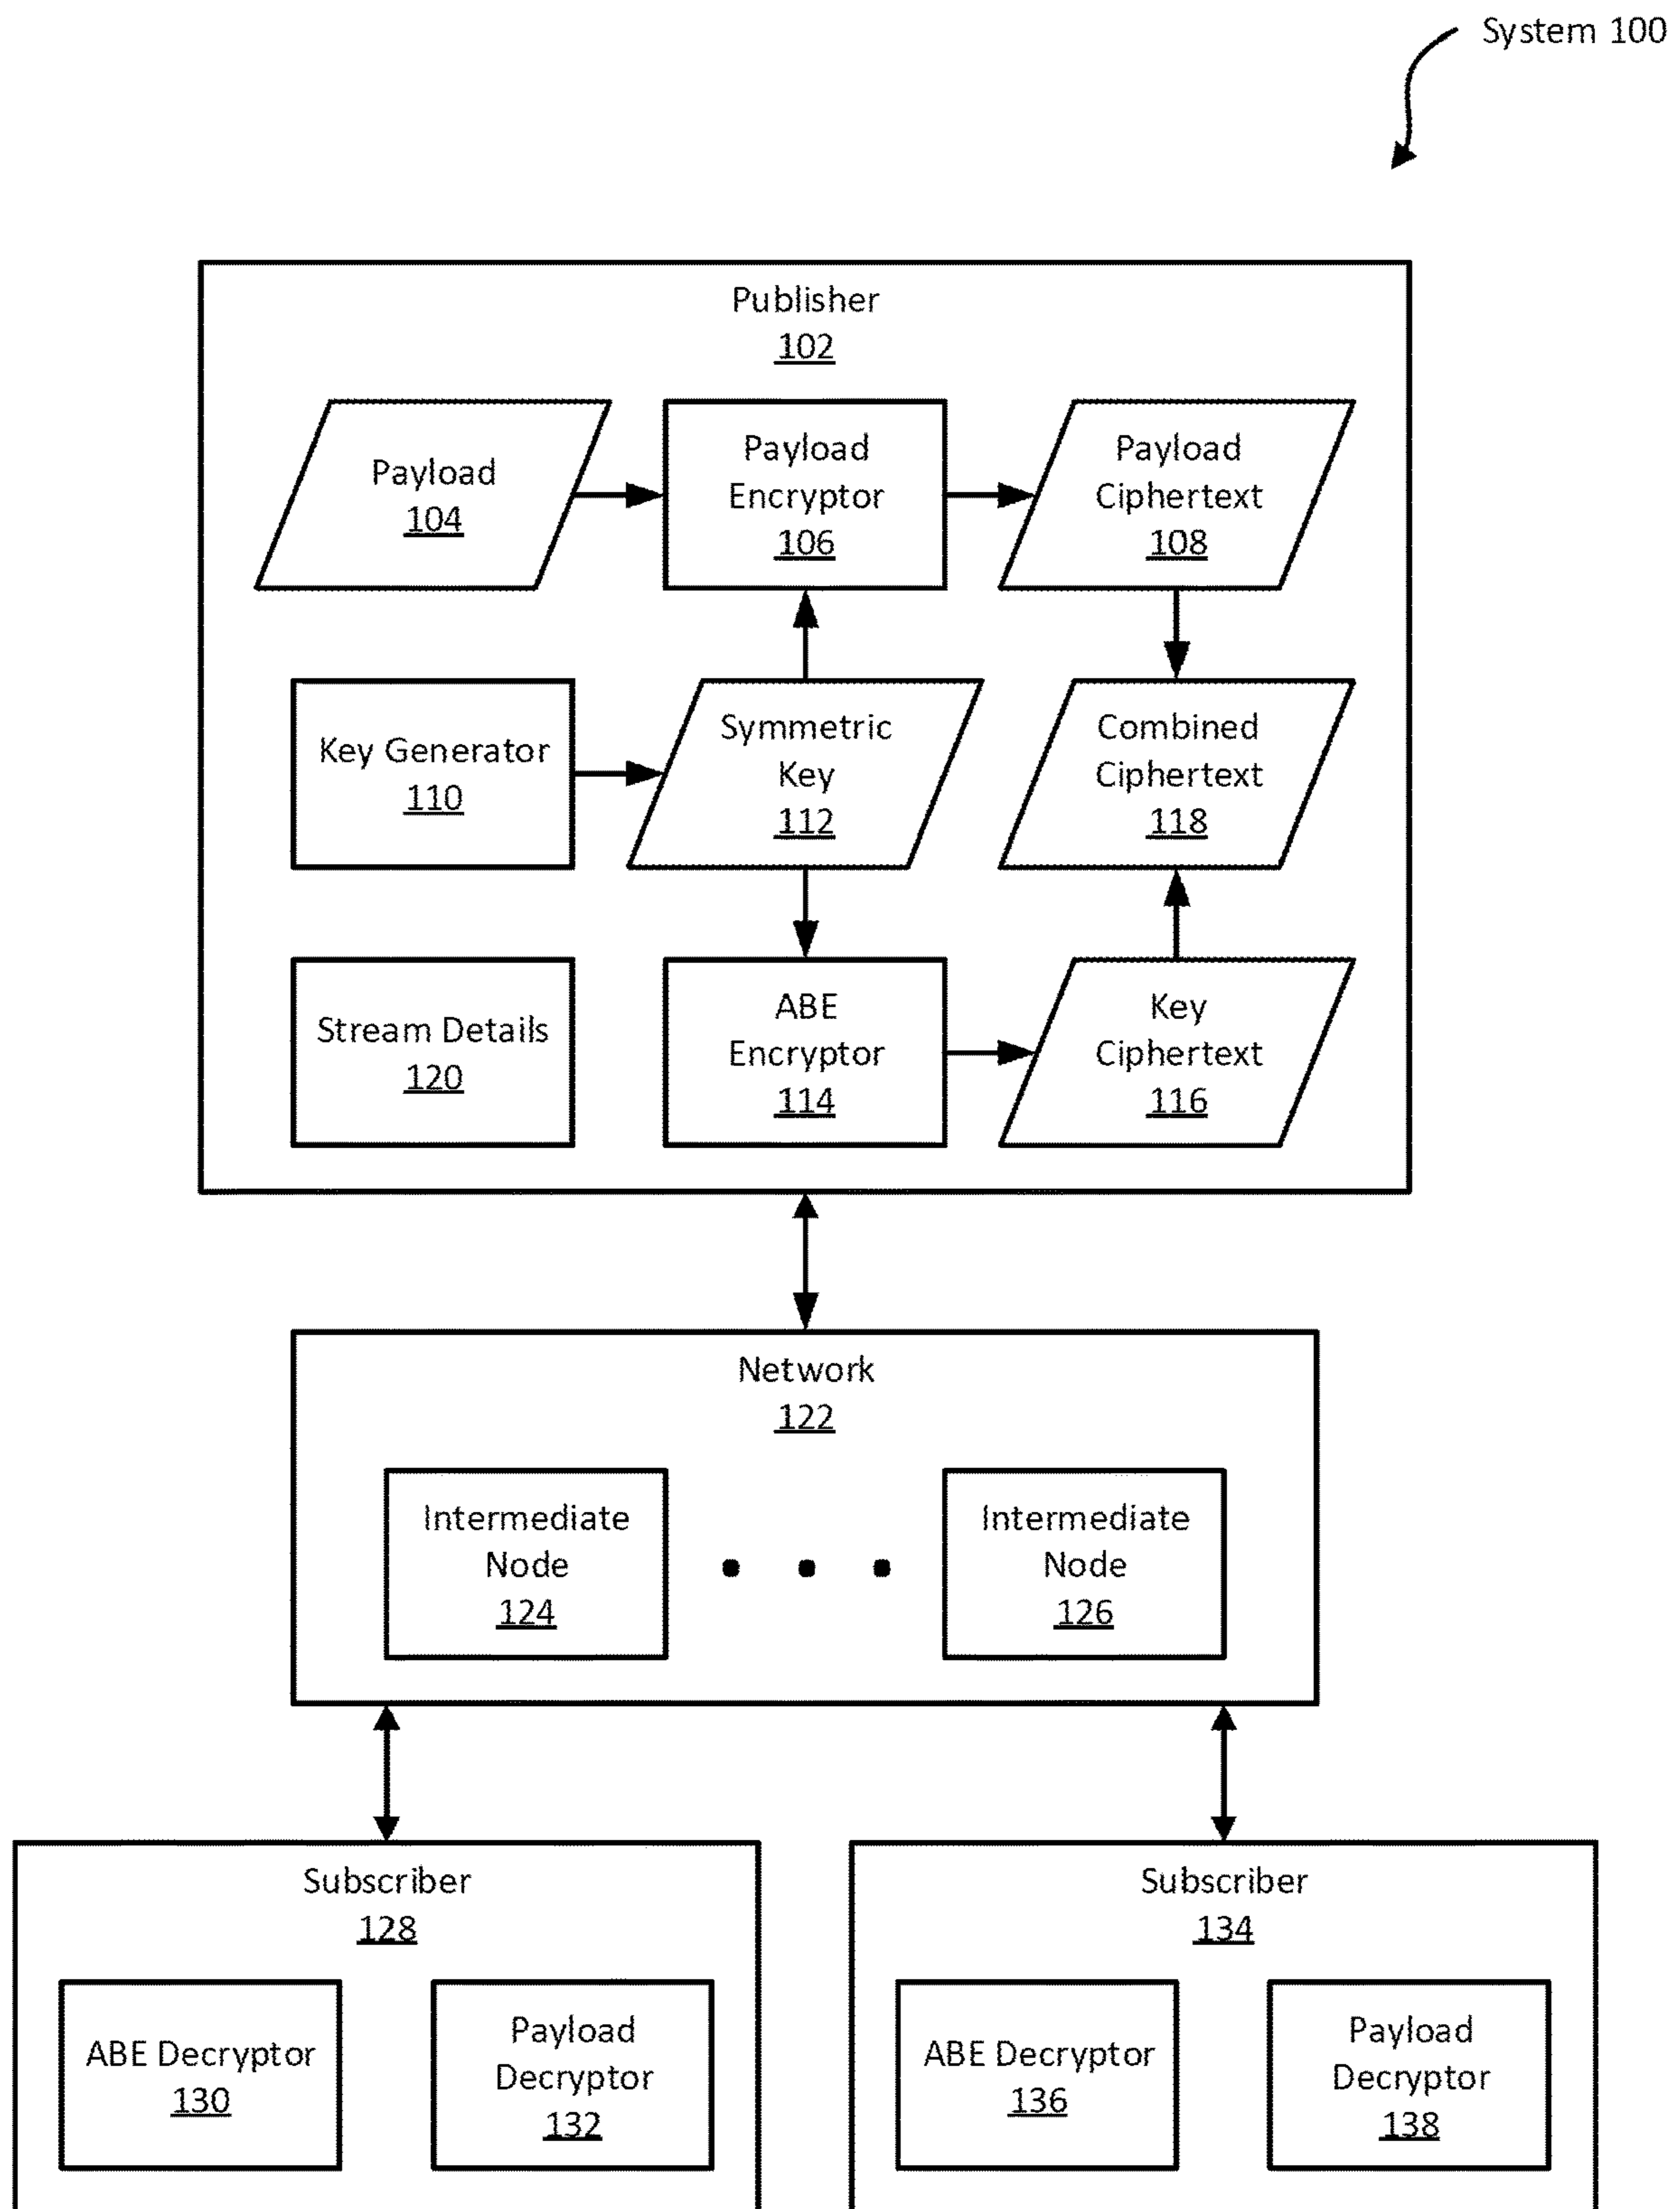 System 100
Publisher
102
Payload
104
Payload
Encryptor
106
Payload
Ciphertext
108
Key Generator
110
Symmetric
Key
112
Combined
Ciphertext
118
Stream Details
120
ABE
Encryptor
114
Key
Ciphertext
116
Network
122
Intermediate
Node
124
Intermediate
Node
126
Subscriber
128
ABE Decryptor
130
Payload
Decryptor
132
Subscriber
134
ABE Decryptor
136
Payload
Decryptor
138